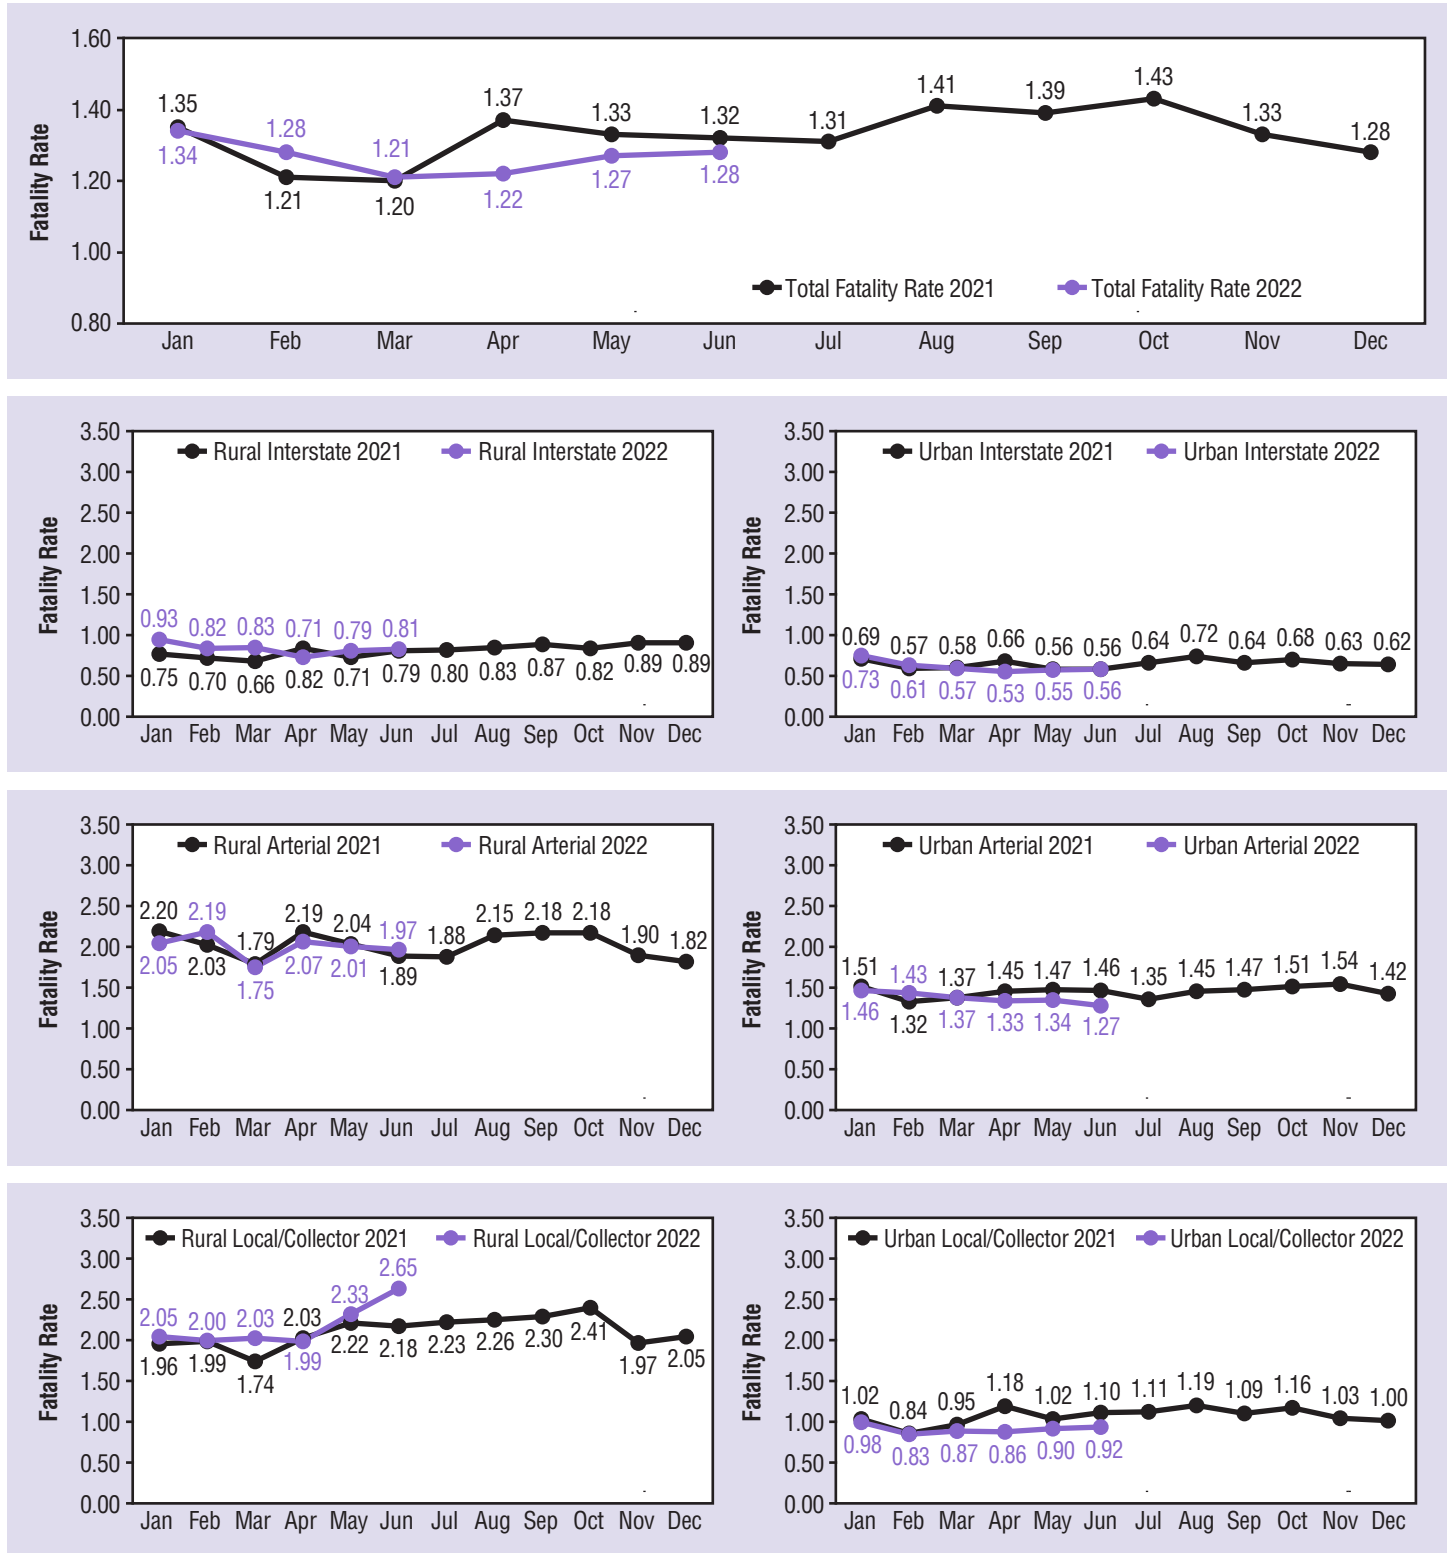 1.60
1.40
1.20
1.00
0.80
Fatality Rate
1.35 1.37 1.33 1.32 1.31 1.41 1.39 1.43 1.33 1.28
1.28 1.21
1.34 1.22 1.27 1.28
1.21 1.20
Total Fatality Rate 2021 Total Fatality Rate 2022
Jan Feb Mar Apr May Jun Jul Aug Sep Oct Nov Dec
3.50
3.00
2.50
2.00
1.50
1.00
0.50
0.00
Fatality Rate
Rural Interstate 2021 Rural Interstate 2022
0.93 0.82 0.83 0.71 0.79 0.81
0.75 0.70 0.66 0.82 0.71 0.79 0.80 0.83 0.87 0.82 0.89 0.89
Jan Feb Mar Apr May Jun Jul Aug Sep Oct Nov Dec
3.50
3.00
2.50
2.00
1.50
1.00
0.50
0.00
Fatality Rate
Urban Interstate 2021 Urban Interstate 2022
0.69 0.57 0.58 0.66 0.56 0.56 0.64 0.72 0.64 0.68 0.63 0.62
0.73 0.61 0.57 0.53 0.55 0.56
Jan Feb Mar Apr May Jun Jul Aug Sep Oct Nov Dec
3.50
3.00
2.50
2.00
1.50
1.00
0.50
0.00
Fatality Rate
Rural Arterial 2021 Rural Arterial 2022
2.20 2.19 1.79 2.19 2.04 1.97 1.88 2.15 2.18 2.18 1.90 1.82
2.05 2.03 1.75 2.07 2.01 1.89
Jan Feb Mar Apr May Jun Jul Aug Sep Oct Nov Dec
3.50
3.00
2.50
2.00
1.50
1.00
0.50
0.00
Fatality Rate
Urban Arterial 2021 Urban Arterial 2022
1.51 1.43 1.37 1.45 1.47 1.46 1.35 1.45 1.47 1.51 1.54 1.42
1.46 1.32 1.37 1.33 1.34 1.27
Jan Feb Mar Apr May Jun Jul Aug Sep Oct Nov Dec
3.50
3.00
2.50
2.00
1.50
1.00
0.50
0.00
Fatality Rate
Rural Local/Collector 2021 Rural Local/Collector 2022
2.05 2.00 2.03 2.03 2.33 2.65
1.96 1.99 1.74 1.99 2.22 2.18 2.23 2.26 2.30 2.41 1.97 2.05
Jan Feb Mar Apr May Jun Jul Aug Sep Oct Nov Dec
3.50
3.00
2.50
2.00
1.50
1.00
0.50
0.00
Fatality Rate
Urban Local/Collector 2021 Urban Local/Collector 2022
1.02 0.84 0.95 1.18 1.02 1.10 1.11 1.19 1.09 1.16 1.03 1.00
0.98 0.83 0.87 0.86 0.90 0.92
Jan Feb Mar Apr May Jun Jul Aug Sep Oct Nov Dec